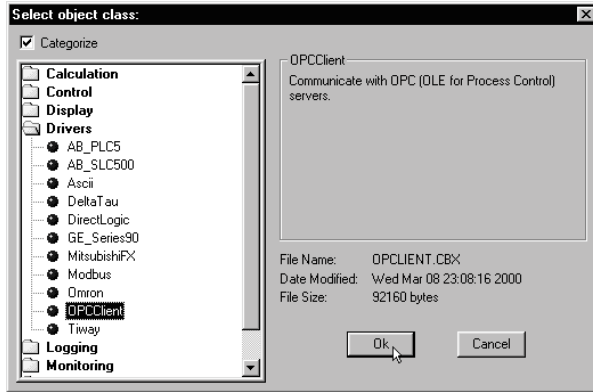 Select object class:
Categorize
Calculation
Control
Display
Drivers
AB_PLC5
AB_SLC500
Ascii
DeltaTau
DirectLogic
GE_Series90
MitsubishiFX
Modbus
Omron
OPCClient
Tiway
Logging
Monitoring
OPCClient
Communicate with OPC (OLE for Process Control)
servers.
File Name: OPCLIENT.CBX
Date Modified: Wed Mar 08 23:08:16 2000
File Size: 92160 bytes
Ok
Cancel